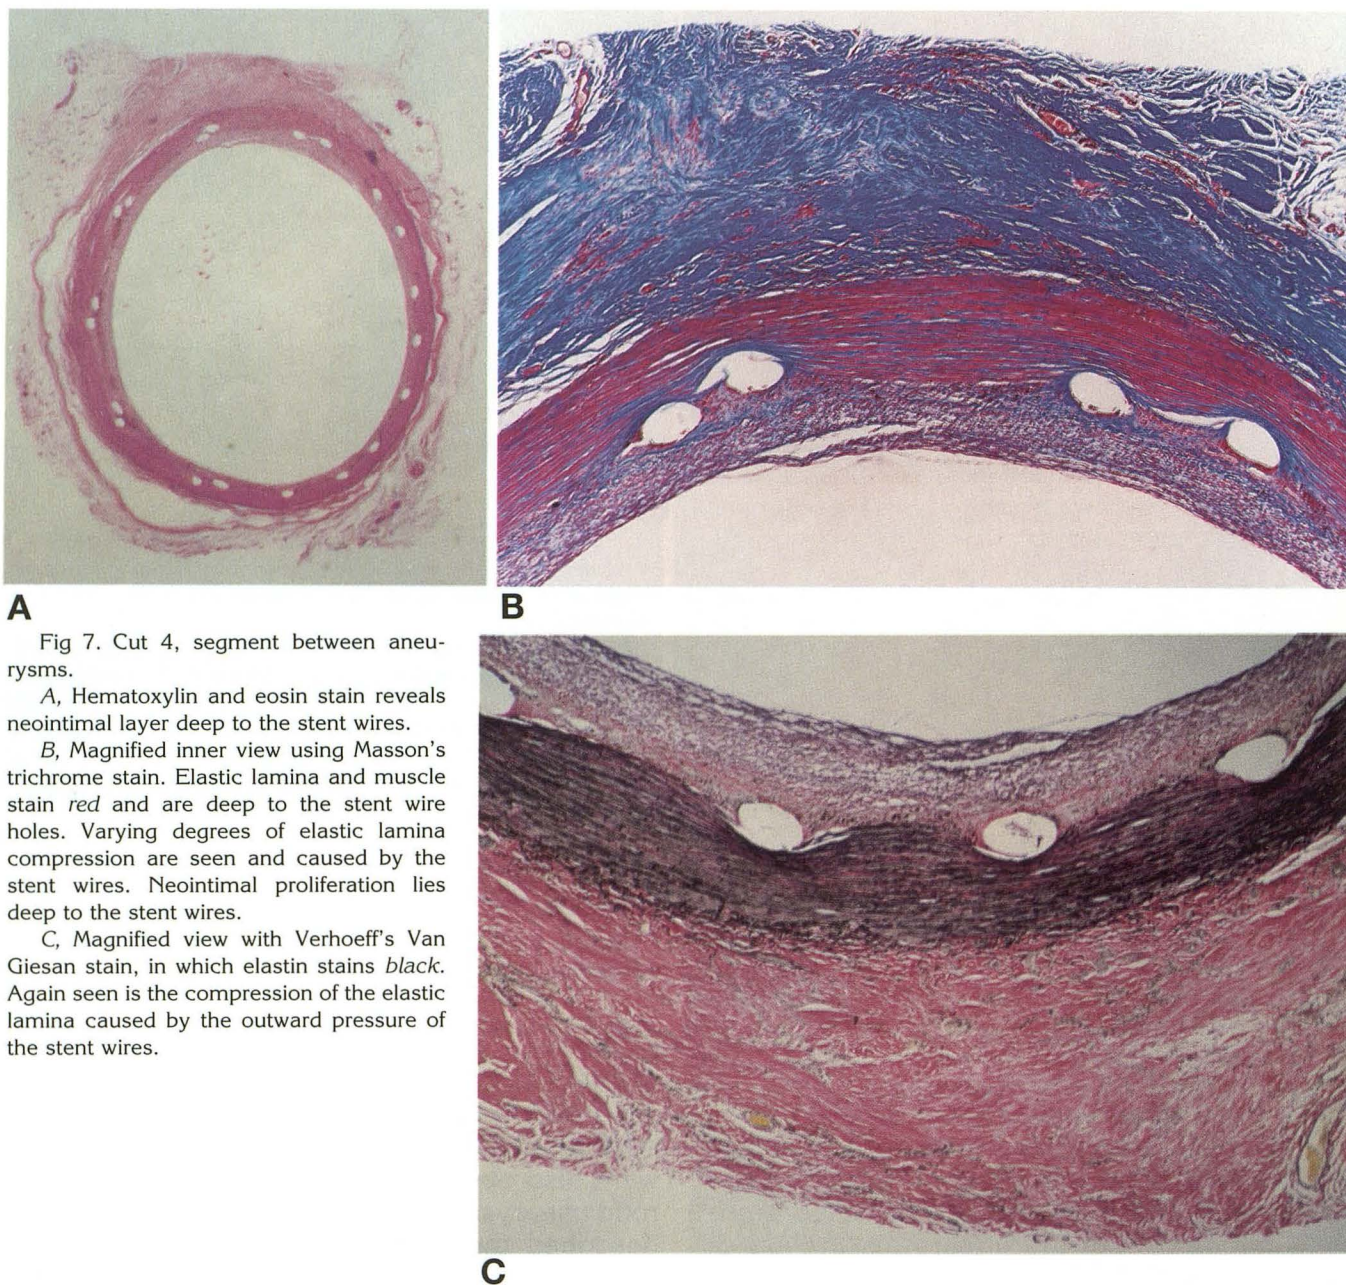 A
B
Fig 7. Cut 4, segment between aneu-
rysms.
A, Hematoxylin and eosin stain reveals
neointimal layer deep to the stent wires.
B, Magnified inner view using Masson's
trichrome stain. Elastic lamina and muscle
stain red and are deep to the stent wire
holes. Varying degrees of elastic lamina
compression are seen and caused by the
stent wires. Neointimal proliferation lies
deep to the stent wires.
C, Magnified view with Verhoeff's Van
Giesan stain, in which elastin stains black.
Again seen is the compression of the elastic
lamina caused by the outward pressure of
the stent wires.
C